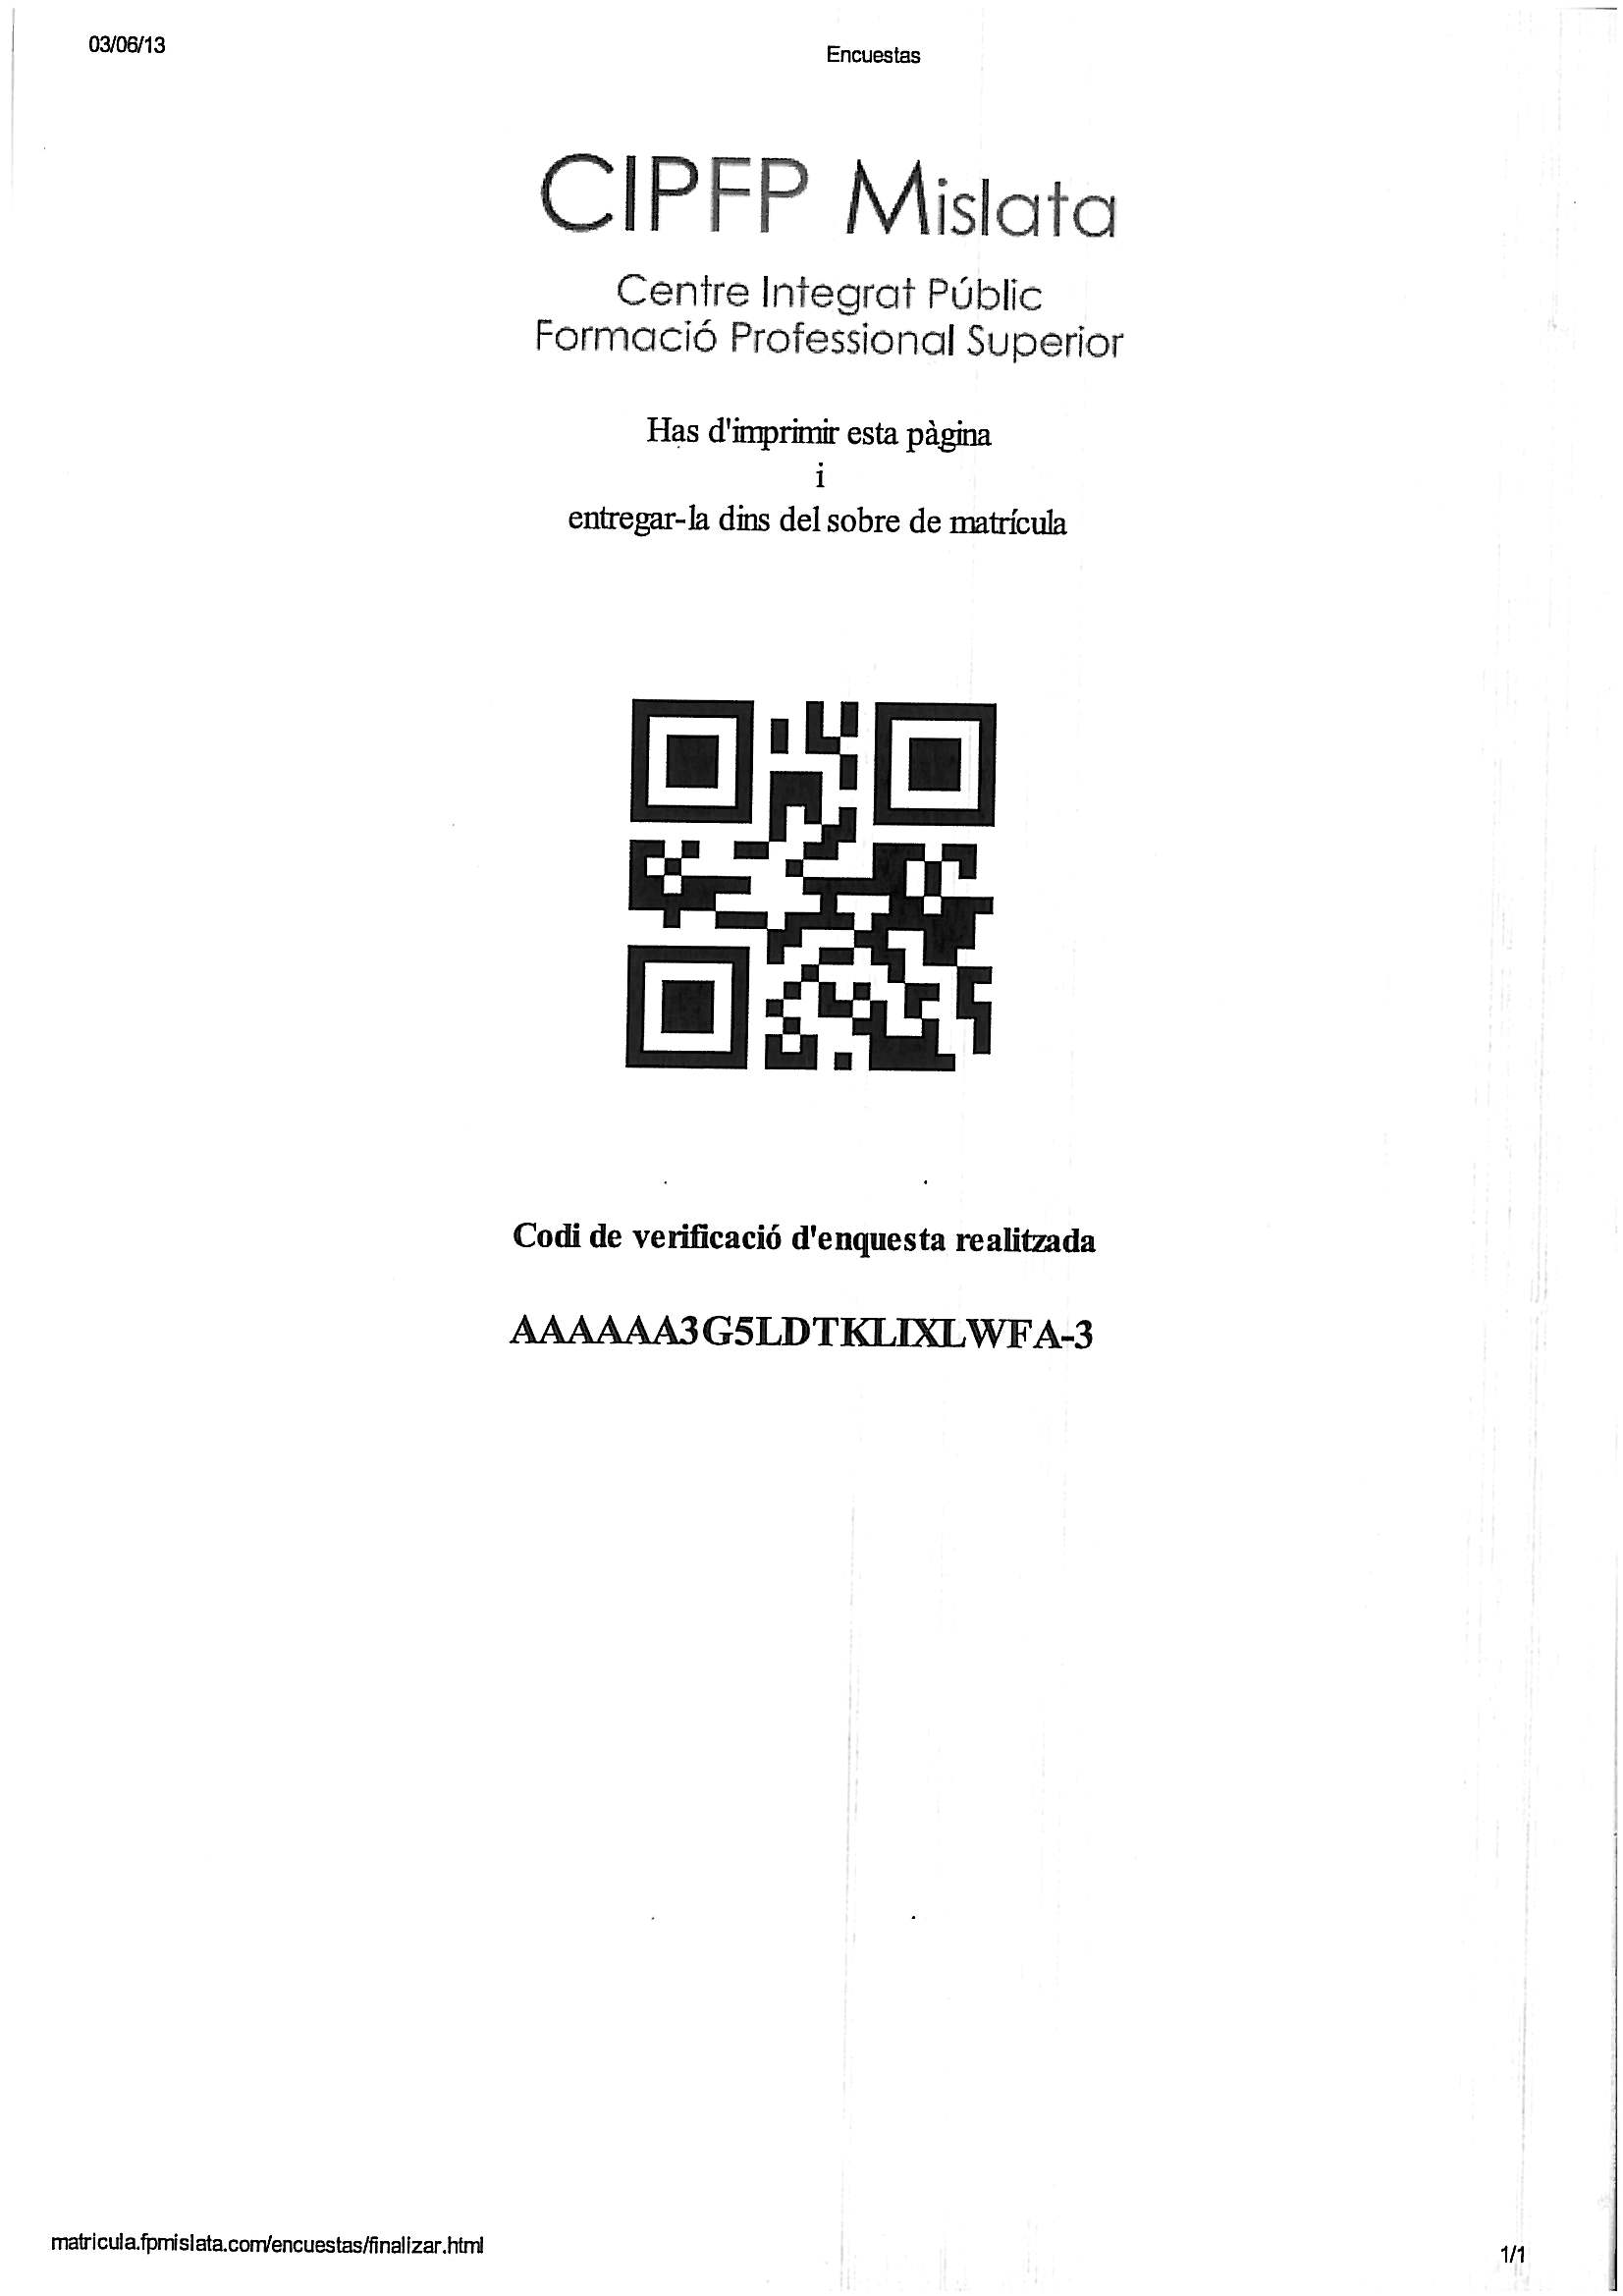 03/06/13
Encuestas
CIPFP Mislata
Centre Integrat Públic
Formació Professional Superior
Has d'imprimir esta pàgina
i
entregar-la dins del sobre de matrícula
Codi de verificació d'enquesta realitzada
AAAAAA3G5LDTKLIXLWFA-3
matricula.fpmislata.com/encuestas/finalizar.html
1/1